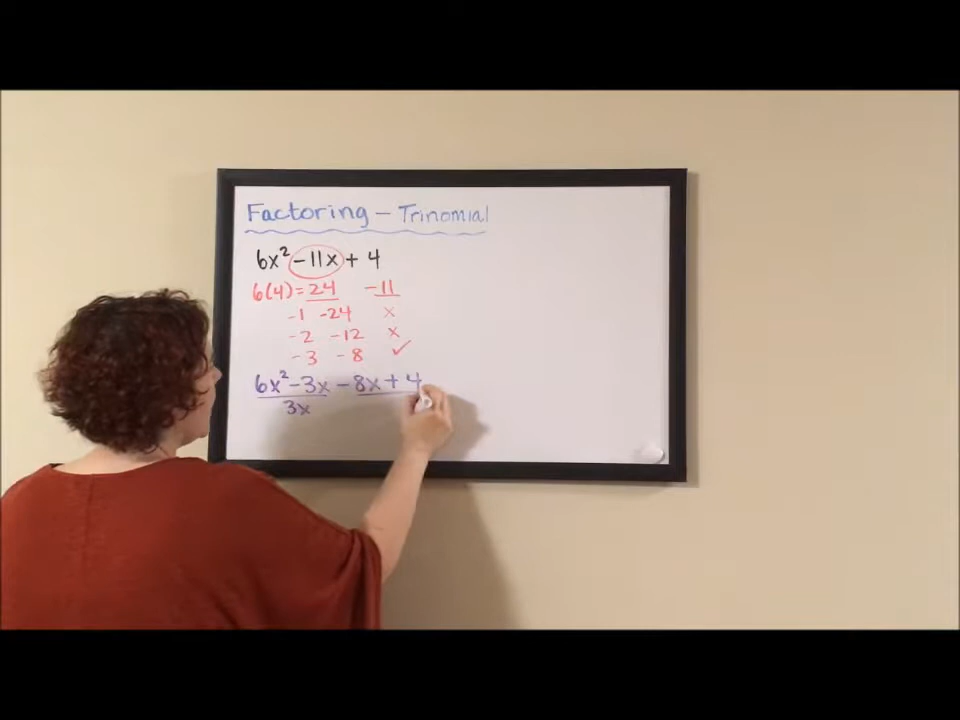 Factoring - Trinomial
6x² - 11x + 4
6(4) = 24 -11
-1 -24 x
-2 -12 x
-3 -8 ✓
6x² - 3x - 8x + 4
3x